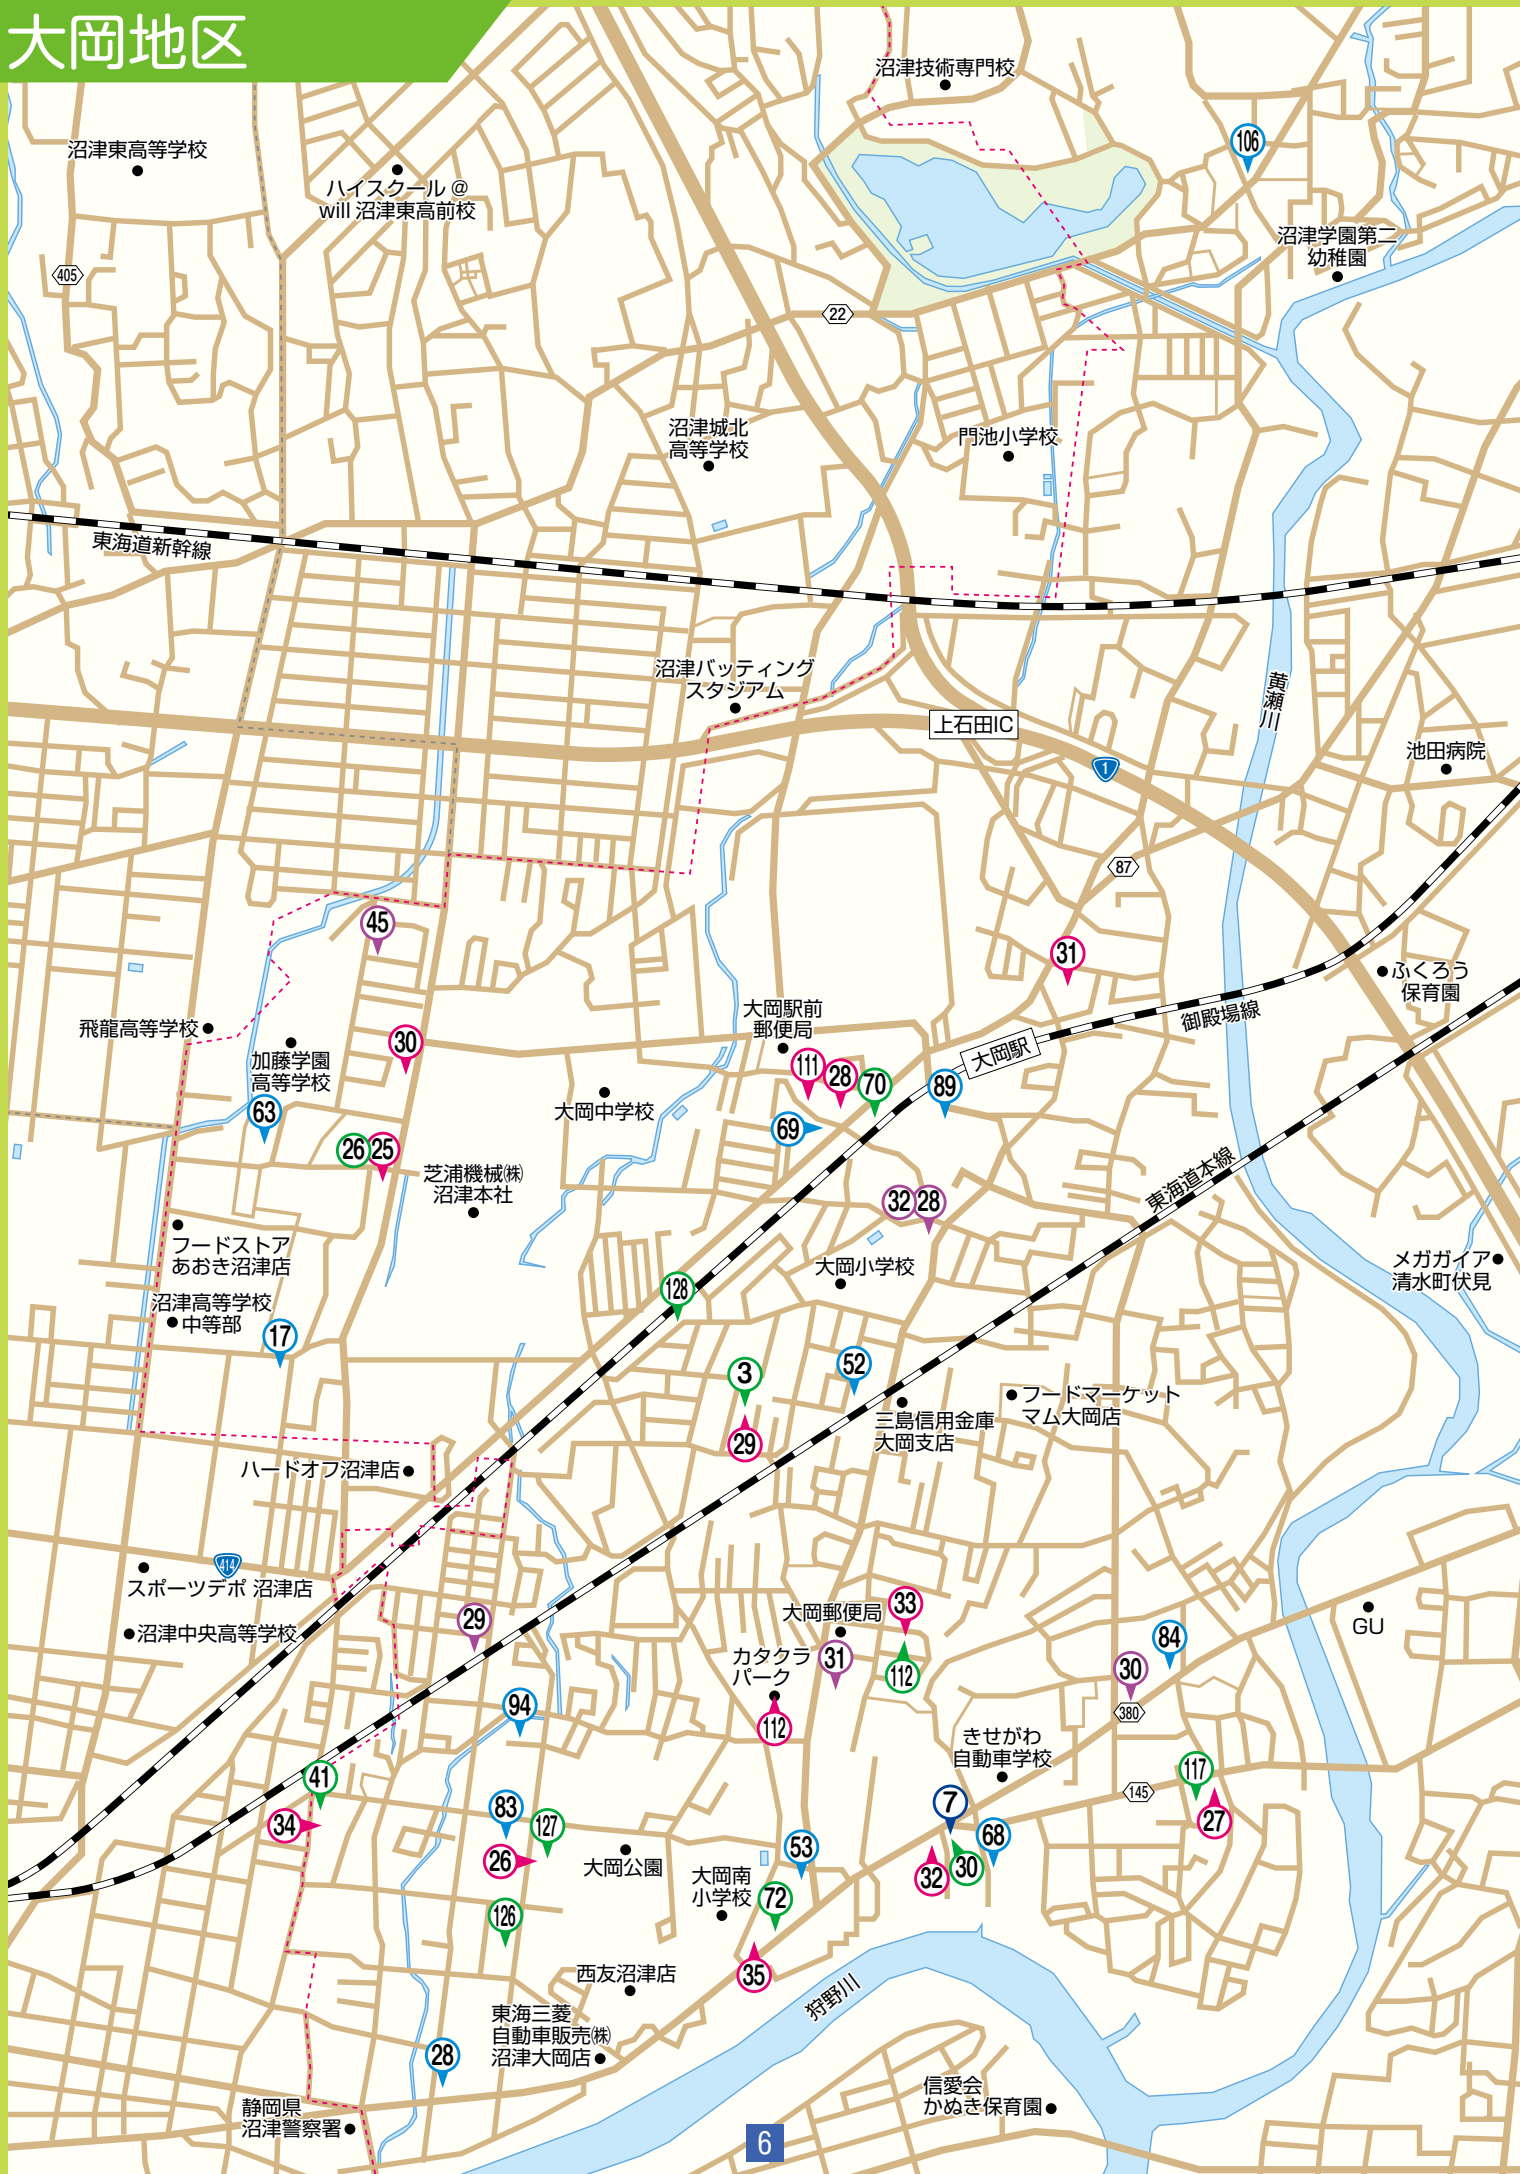 大岡地区
沼津技術専門校
106
沼津東高等学校
ハイスクール@
will 沼津東高前校
沼津学園第二
幼稚園
405
22
沼津城北
高等学校
門池小学校
東海道新幹線
沼津バッティング
スタジアム
黄瀬川
上石田IC
1
池田病院
87
45
31
ふくろう
保育園
御殿場線
大岡駅前
郵便局
飛龍高等学校
加藤学園
高等学校
30
大岡駅
111
28
70
89
63
大岡中学校
69
26
25
芝浦機械㈱
沼津本社
東海道本線
32
28
フードストア
あおき沼津店
大岡小学校
メガガイア
清水町伏見
128
沼津高等学校
中等部
17
3
52
フードマーケット
マム大岡店
三島信用金庫
大岡支店
29
ハードオフ沼津店
414
スポーツデポ 沼津店
沼津中央高等学校
29
大岡郵便局
33
GU
カタクラ
パーク
31
112
84
30
94
112
380
きせがわ
自動車学校
41
117
145
34
83
127
7
27
68
26
大岡公園
53
32
30
大岡南
小学校
72
126
35
西友沼津店
狩野川
東海三菱
自動車販売㈱
沼津大岡店
28
信愛会
かぬき保育園
静岡県
沼津警察署
6